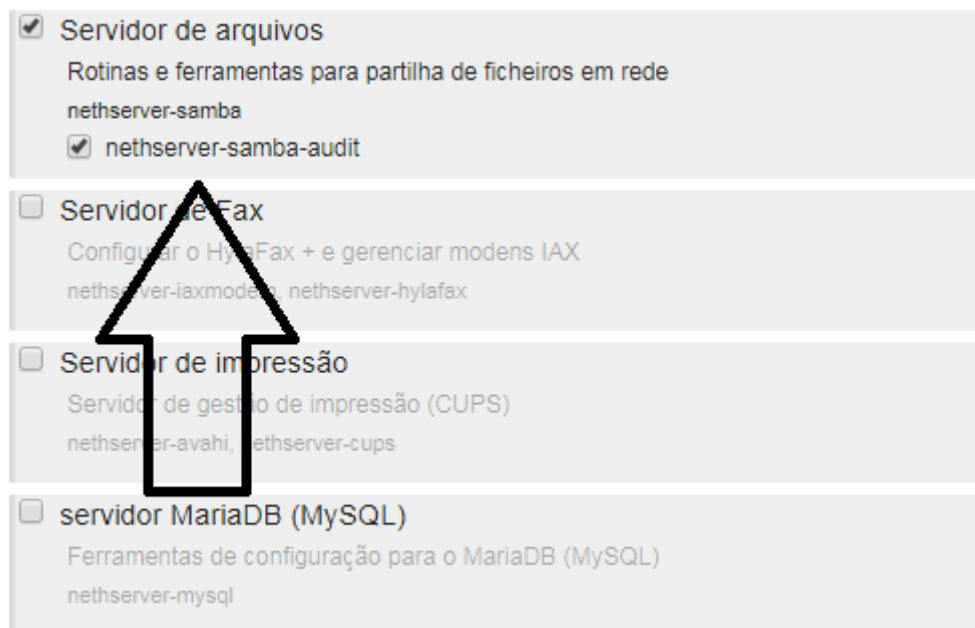 Servidor de arquivos
Rotinas e ferramentas para partilha de ficheiros em rede
nethserver-samba
nethserver-samba-audit
Servidor de Fax
Configurar o HylaFax + e gerenciar modens IAX
nethserver-iaxmodem, nethserver-hylafax
Servidor de impressão
Servidor de gestão de impressão (CUPS)
nethserver-avahi, nethserver-cups
servidor MariaDB (MySQL)
Ferramentas de configuração para o MariaDB (MySQL)
nethserver-mysql